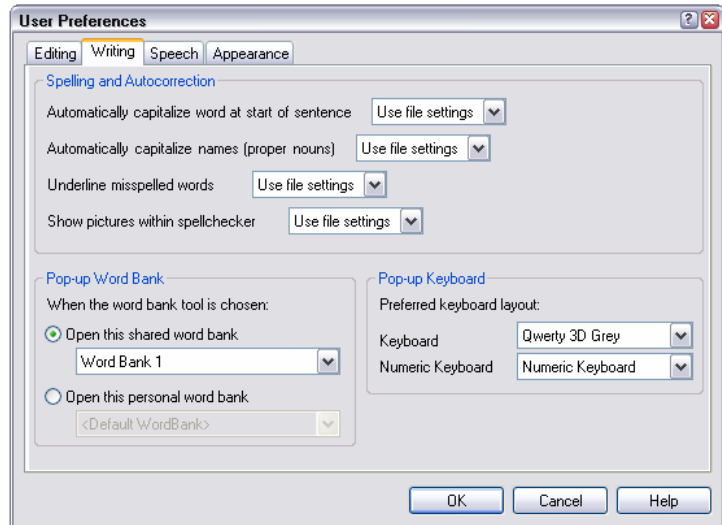 User Preferences
Editing Writing Speech Appearance
Spelling and Autocorrection
Automatically capitalize word at start of sentence Use file settings
Automatically capitalize names (proper nouns) Use file settings
Underline misspelled words Use file settings
Show pictures within spellchecker Use file settings
Pop-up Word Bank
When the word bank tool is chosen:
Open this shared word bank
Word Bank 1
Open this personal word bank
<Default WordBank>
Pop-up Keyboard
Preferred keyboard layout:
Keyboard Qwerty 3D Grey
Numeric Keyboard Numeric Keyboard
OK Cancel Help